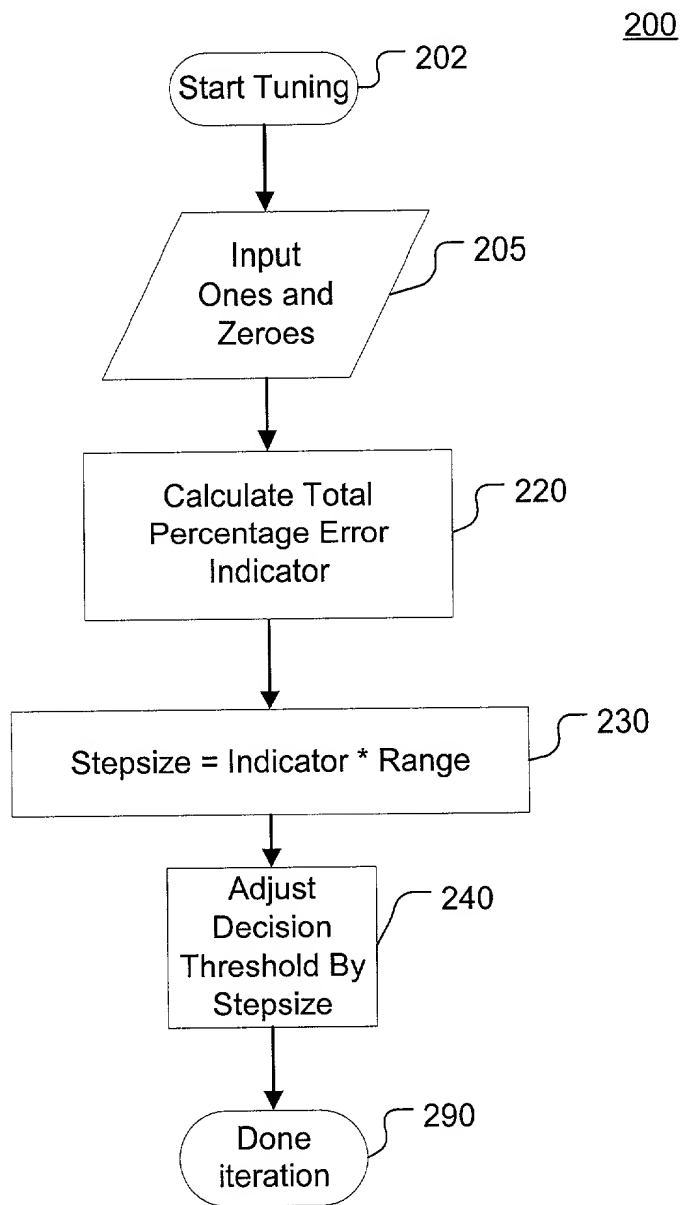 200
Start Tuning
202
Input
Ones and
Zeroes
205
Calculate Total
Percentage Error
Indicator
220
Stepsize = Indicator * Range
230
Adjust
Decision
Threshold By
Stepsize
240
Done
iteration
290